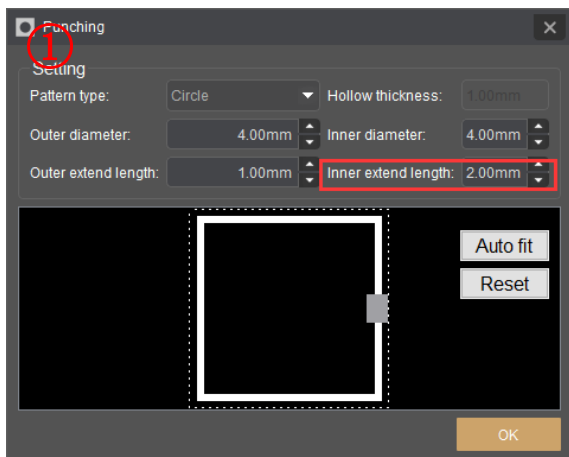 Punching
①
Setting
Pattern type: Circle Hollow thickness: 1.00mm
Outer diameter: 4.00mm Inner diameter: 4.00mm
Outer extend length: 1.00mm Inner extend length: 2.00mm
Auto fit
Reset
OK